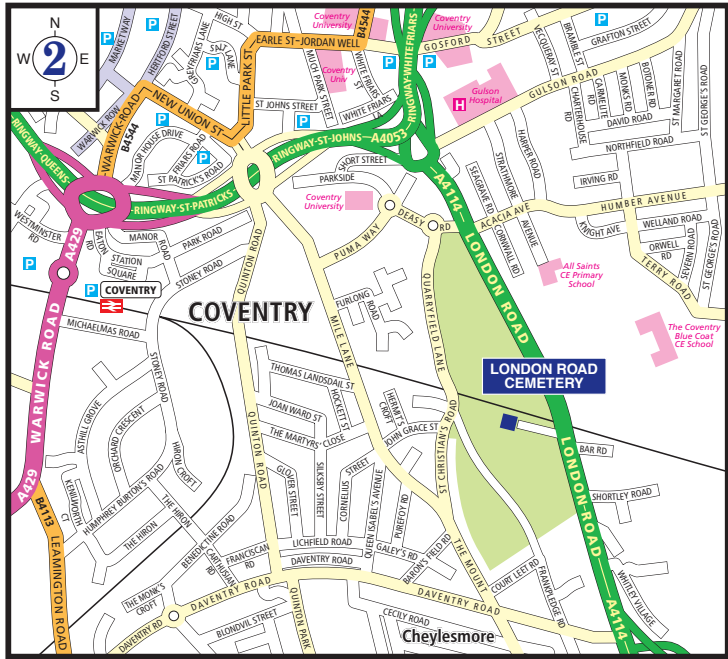 N
W 2 E
S
P
MARKETWAY
HERTFORD STREET
P
GREYFRIARS LANE
HIGH ST
SALT LANE
P
LITTLE PARK ST
EARLE ST-JORDAN WELL
B4544
Coventry
University
Coventry
University
P
P
MUCH PARK STREET
Coventry
Univ
WHITE FRIARS ST
WHITE FRIARS
RINGWAY-WHITEFRIARS
GOSFORD STREET
VECQUERAY ST
BRAMBLE ST
GRAFTON STREET
P
Gulson
Hospital
H
GULSON ROAD
CHARTERHOUSE RD
CARMELITE RD
MONKS RD
BOTONER RD
ST MARGARET ROAD
ST GEORGE'S ROAD
DAVID ROAD
NORTHFIELD ROAD
IRVING RD
HUMBER AVENUE
WELLAND ROAD
KNIGHT AVE
ORWELL RD
SEVERN ROAD
ST GEORGE'S RD
TERRY ROAD
WARWICK ROW
WARWICK-ROAD
B4544
NEW UNION ST
ST JOHNS STREET
P
P
MANOR HOUSE DRIVE
FRIARS ROAD
P
ST PATRICK'S ROAD
RINGWAY-QUEENS
RINGWAY-ST-PATRICKS
RINGWAY-ST-JOHNS
A4053
SHORT STREET
PARKSIDE
Coventry
University
PUMA WAY
DEASY RD
A4114
SEAGRAVE RD
STRATHMORE AVENUE
HARPER ROAD
ACACIA AVE
CORNWALL RD
All Saints
CE Primary
School
The Coventry
Blue Coat
CE School
WESTMINSTER
RD
A429
P
EATON RD
MANOR ROAD
PARK ROAD
STATION
SQUARE
STONEY ROAD
P
COVENTRY
QUINTON ROAD
COVENTRY
MICHAELMAS ROAD
STONEY ROAD
MILE LANE
FURLONG
ROAD
QUARRYFIELD LANE
LONDON ROAD
LONDON ROAD
CEMETERY
WARWICK ROAD
A429
ASTHILL GROVE
ORCHARD CRESCENT
KENILWORTH CT
HUMPHREY BURTON'S ROAD
HIRON CROFT
THE HIRON
THE HIRON
THOMAS LANDSDAIL ST
JOAN WARD ST
HOCKETT ST
THE MARTYRS' CLOSE
HERMIT'S CROFT
JOHN GRACE ST
ST CHRISTIAN'S ROAD
QUINTON ROAD
GLOVER STREET
SILKSBY STREET
CORNELIUS STREET
QUEEN ISABEL'S AVENUE
PUREFOY RD
GALEY'S RD
BARON'S FIELD RD
BENEDICTINE ROAD
CARTHUSIAN RD
FRANCISCAN
RD
LICHFIELD ROAD
DAVENTRY ROAD
THE MOUNT
COURT LEET RD
FRANKPLEDGE RD
LONDON-ROAD
BAR RD
SHORTLEY ROAD
WHITLEY VILLAGE
A4114
B4113
LEAMINGTON ROAD
THE MONK'S
CROFT
DAVENTRY RD
DAVENTRY ROAD
DAVENTRY ROAD
BLONDVIL STREET
QUINTON PARK
CECILY ROAD
Cheylesmore